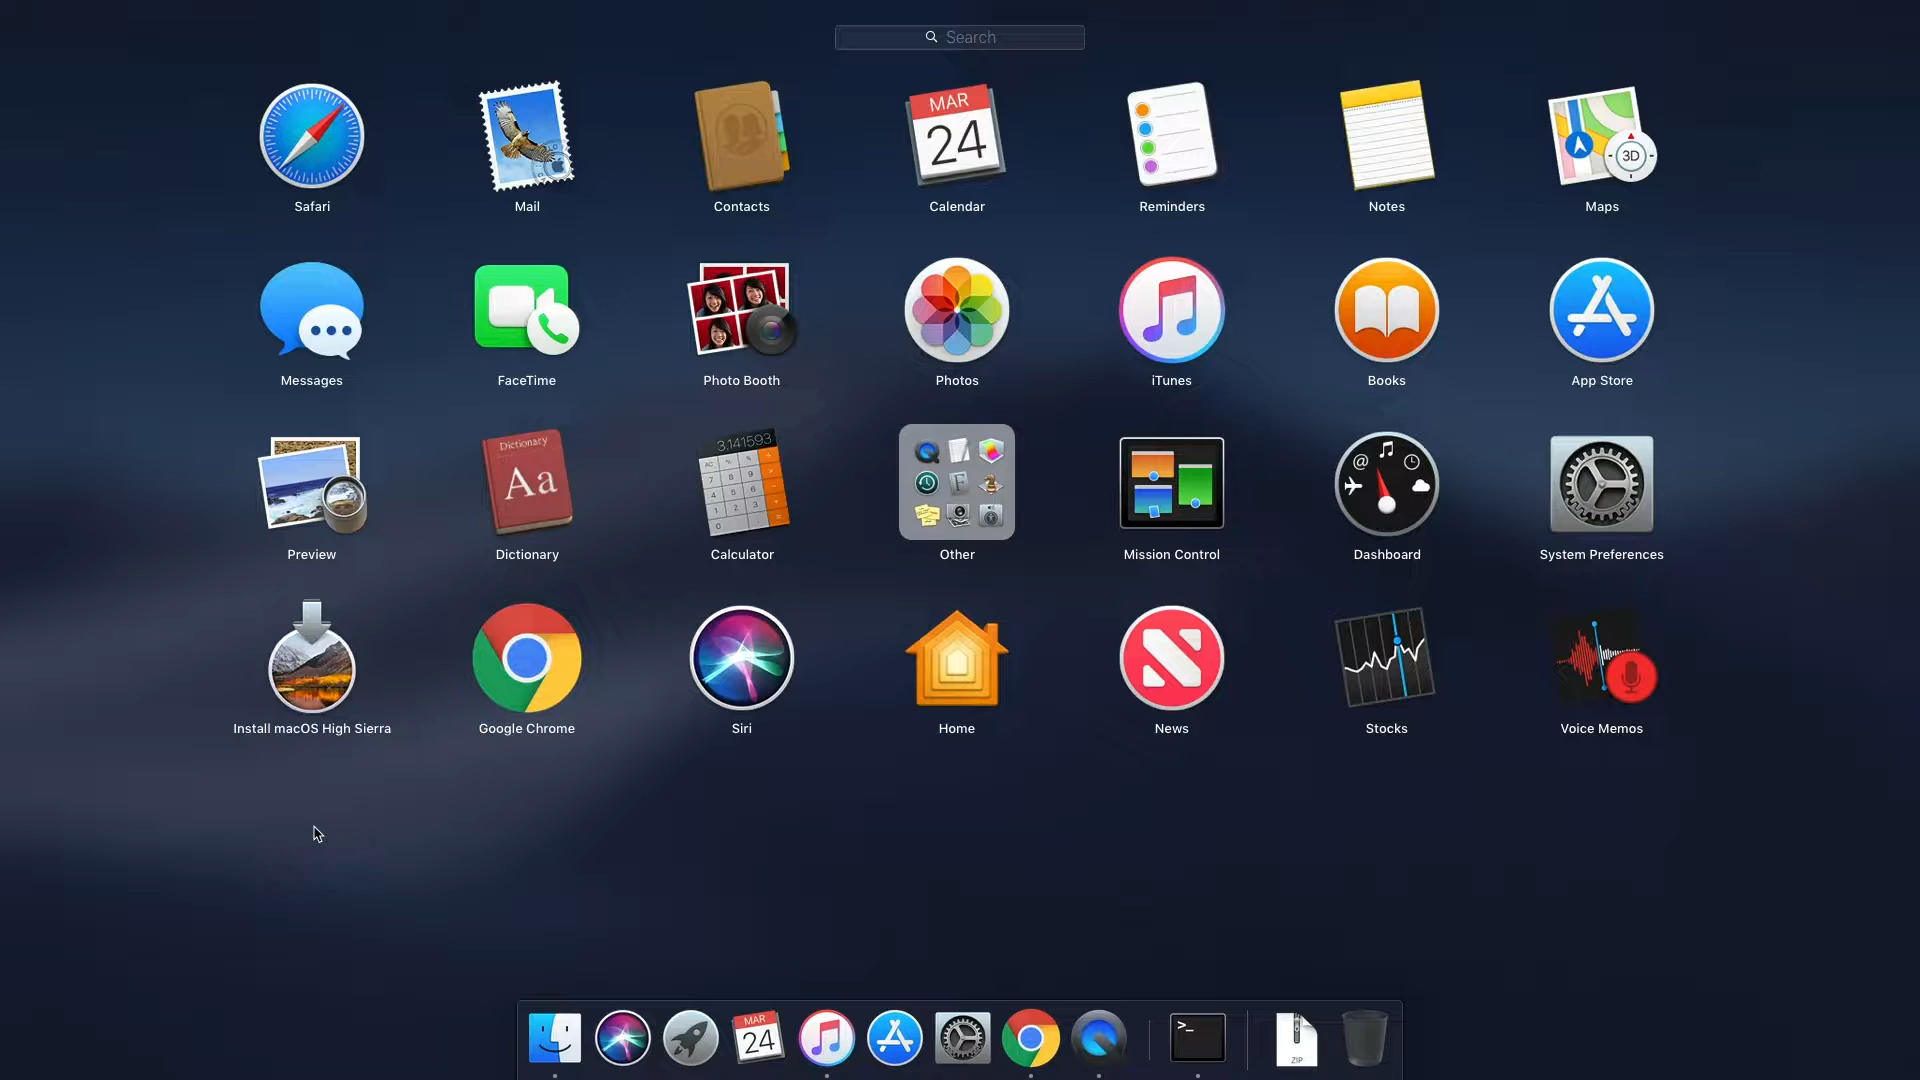 Search
MAR
24
3D
Safari
Mail
Contacts
Calendar
Reminders
Notes
Maps
Messages
FaceTime
Photo Booth
Photos
iTunes
Books
App Store
Dictionary
Aa
3.141593
Preview
Dictionary
Calculator
Other
Mission Control
Dashboard
System Preferences
Install macOS High Sierra
Google Chrome
Siri
Home
News
Stocks
Voice Memos
MAR
24
>_
ZIP